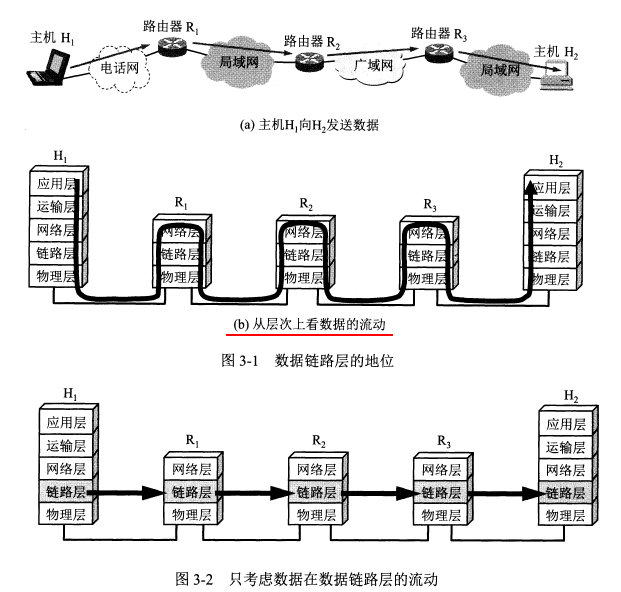 主机 H₁
路由器 R₁
路由器 R₂
路由器 R₃
主机 H₂
电话网
局域网
广域网
局域网
(a) 主机H₁向H₂发送数据
H₁
H₂
应用层
运输层
网络层
链路层
物理层
R₁
网络层
链路层
物理层
R₂
网络层
链路层
物理层
R₃
网络层
链路层
物理层
应用层
运输层
网络层
链路层
物理层
(b) 从层次上看数据的流动
图 3-1 数据链路层的地位
H₁
H₂
应用层
运输层
网络层
链路层
物理层
R₁
网络层
链路层
物理层
R₂
网络层
链路层
物理层
R₃
网络层
链路层
物理层
应用层
运输层
网络层
链路层
物理层
图 3-2 只考虑数据在数据链路层的流动